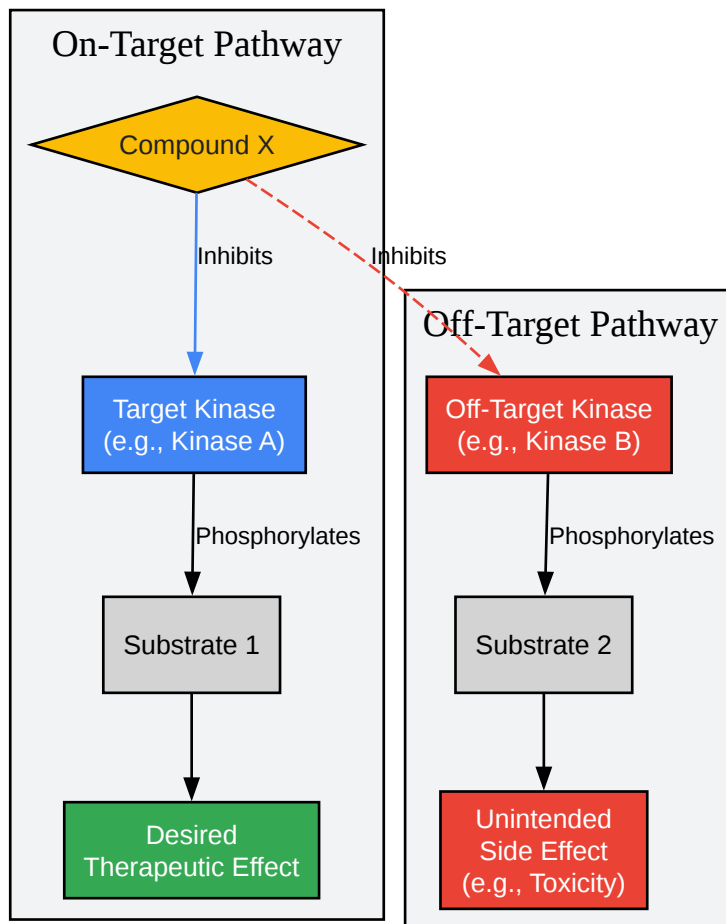 On-Target Pathway
Compound X
Inhibits
Inhibits
Off-Target Pathway
Target Kinase
(e.g., Kinase A)
Off-Target Kinase
(e.g., Kinase B)
Phosphorylates
Phosphorylates
Substrate 1
Substrate 2
Desired
Therapeutic Effect
Unintended
Side Effect
(e.g., Toxicity)